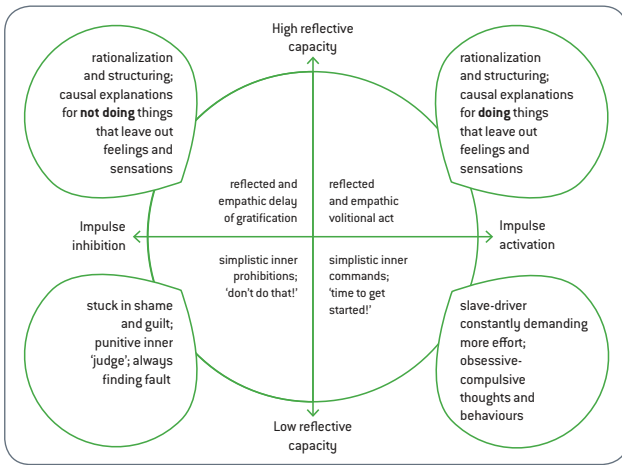 High reflective
capacity
rationalization
and structuring;
causal explanations
for not doing things
that leave out
feelings and
sensations
rationalization
and structuring;
causal explanations
for doing things
that leave out
feelings and
sensations
reflected and
empathic delay
of gratification
reflected
and empathic
volitional act
Impulse
inhibition
Impulse
activation
simplistic inner
prohibitions;
'don't do that!'
simplistic inner
commands;
'time to get
started!'
stuck in shame
and guilt;
punitive inner
'judge'; always
finding fault
slave-driver
constantly demanding
more effort;
obsessive-
compulsive
thoughts and
behaviours
Low reflective
capacity